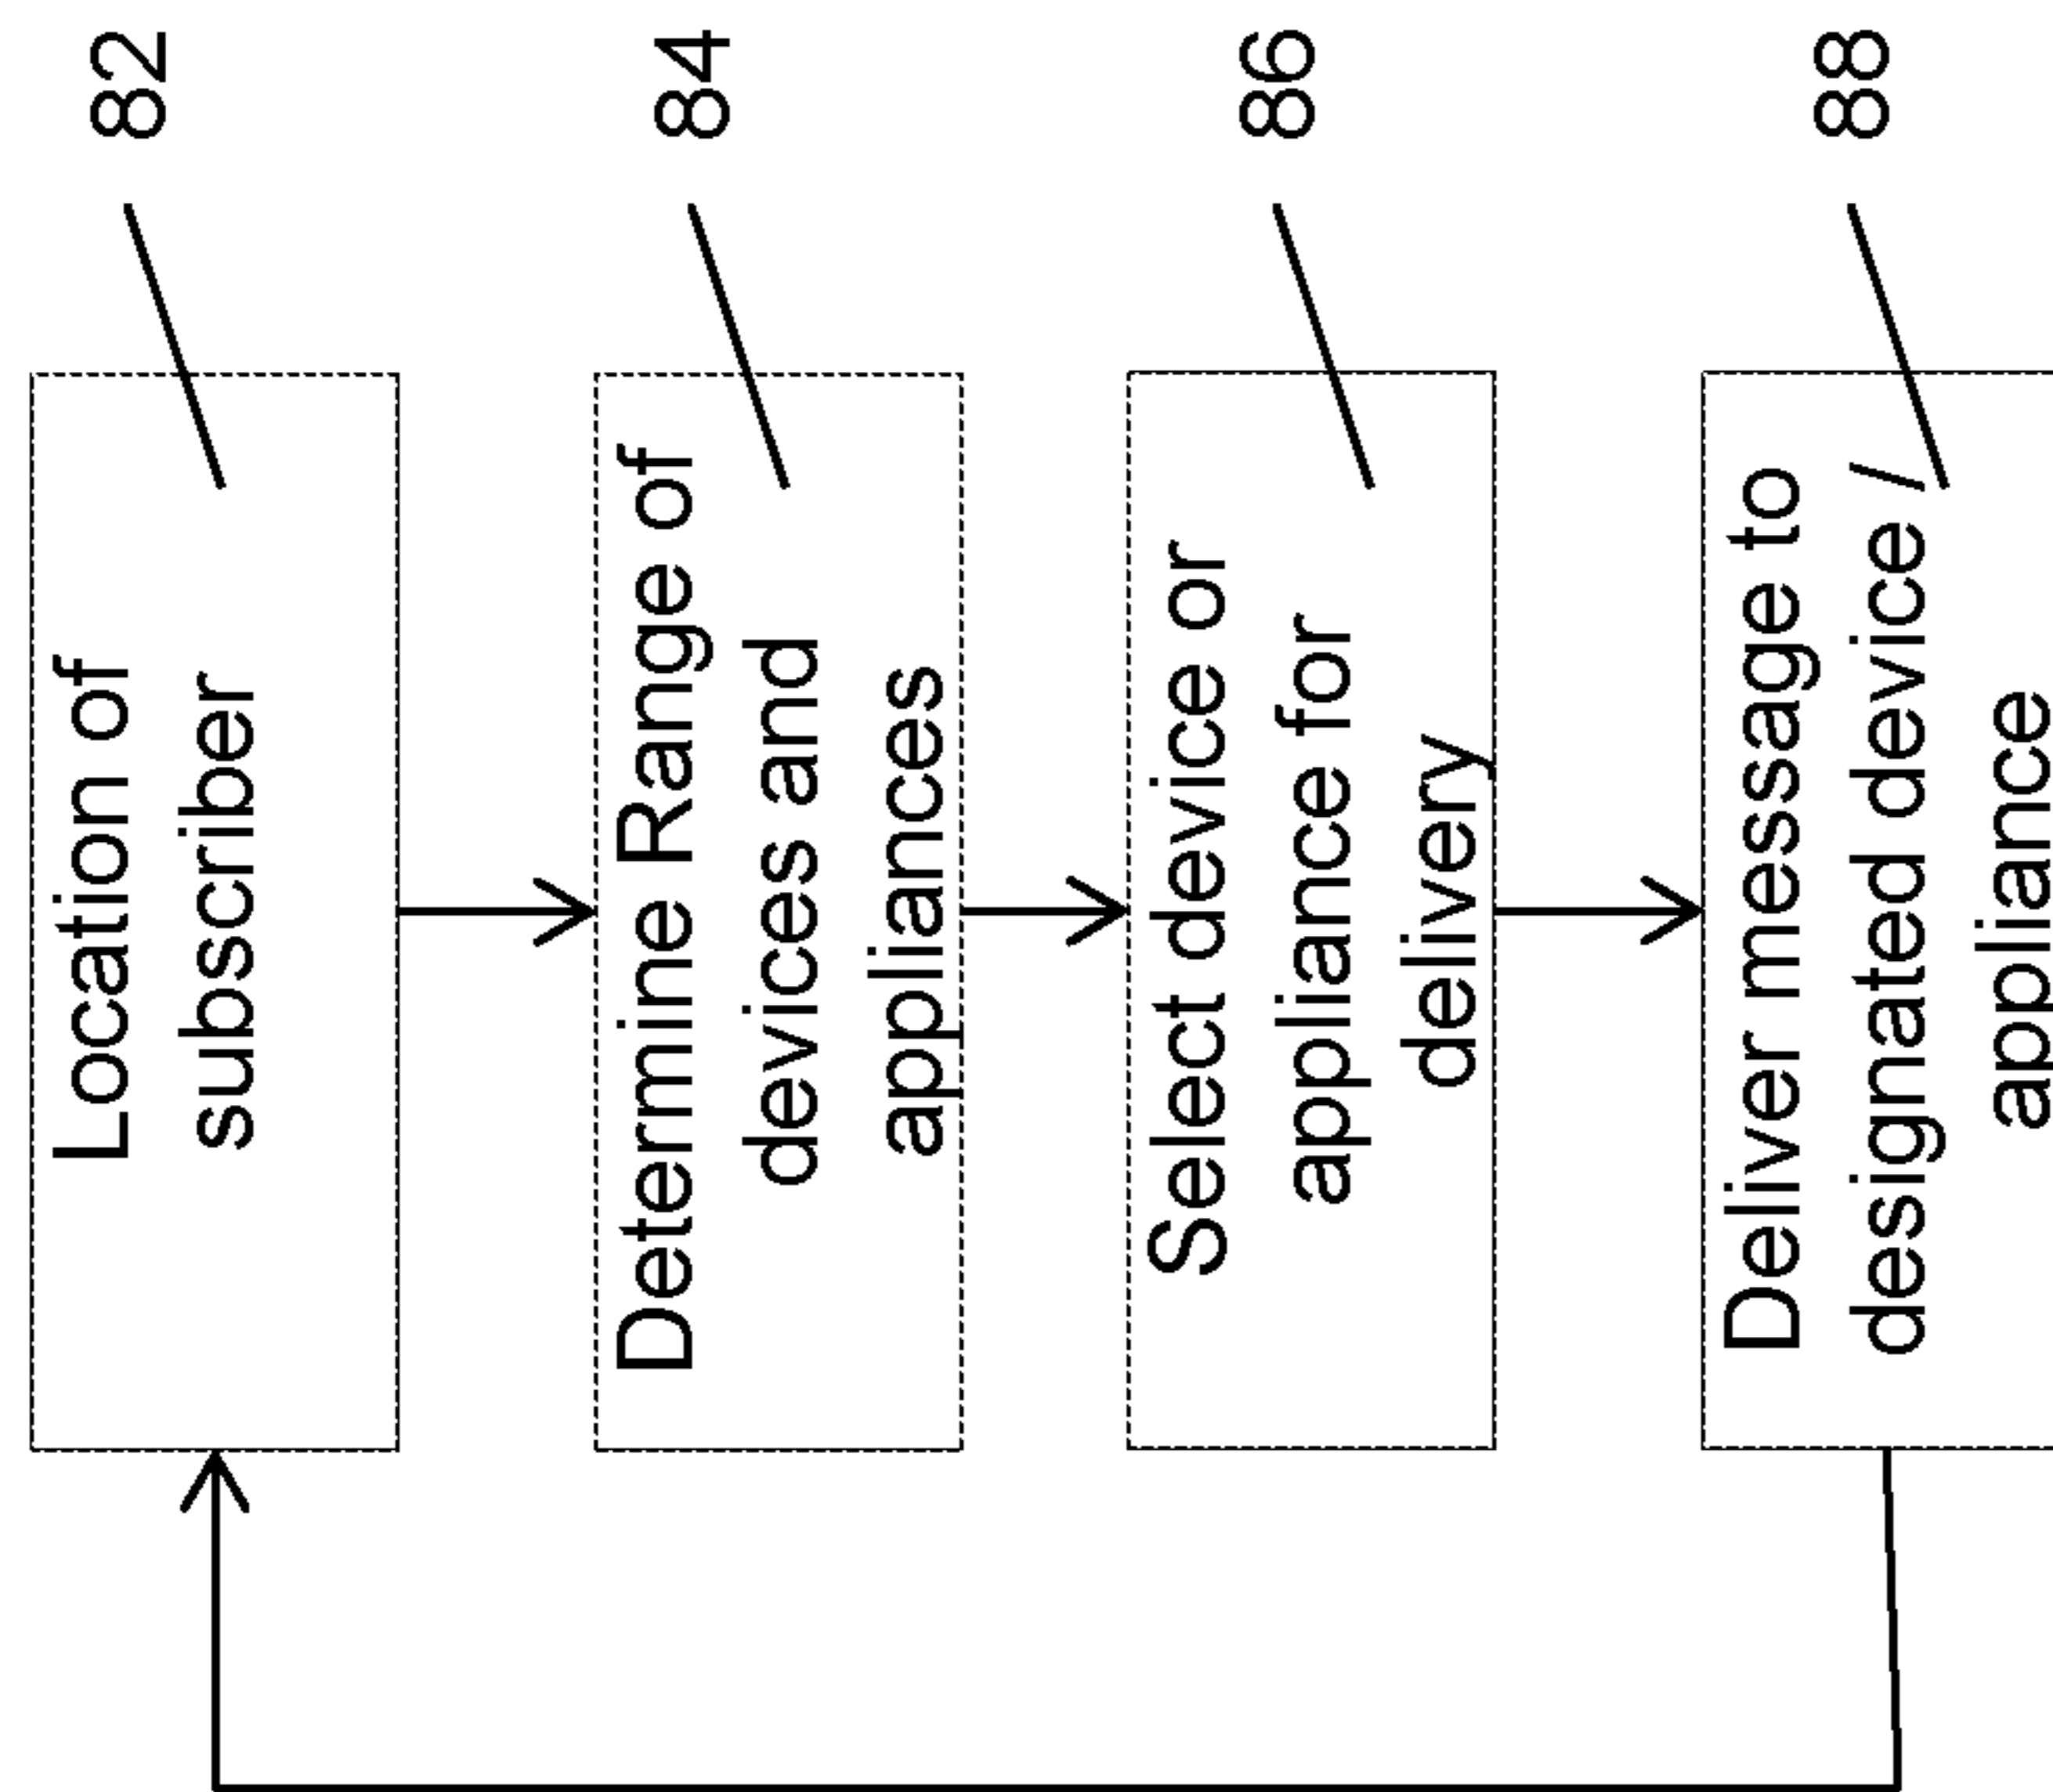 Location of
subscriber
82
Determine Range of
devices and
appliances
84
Select device or
appliance for
delivery
86
Deliver message to
designated device /
appliance
88